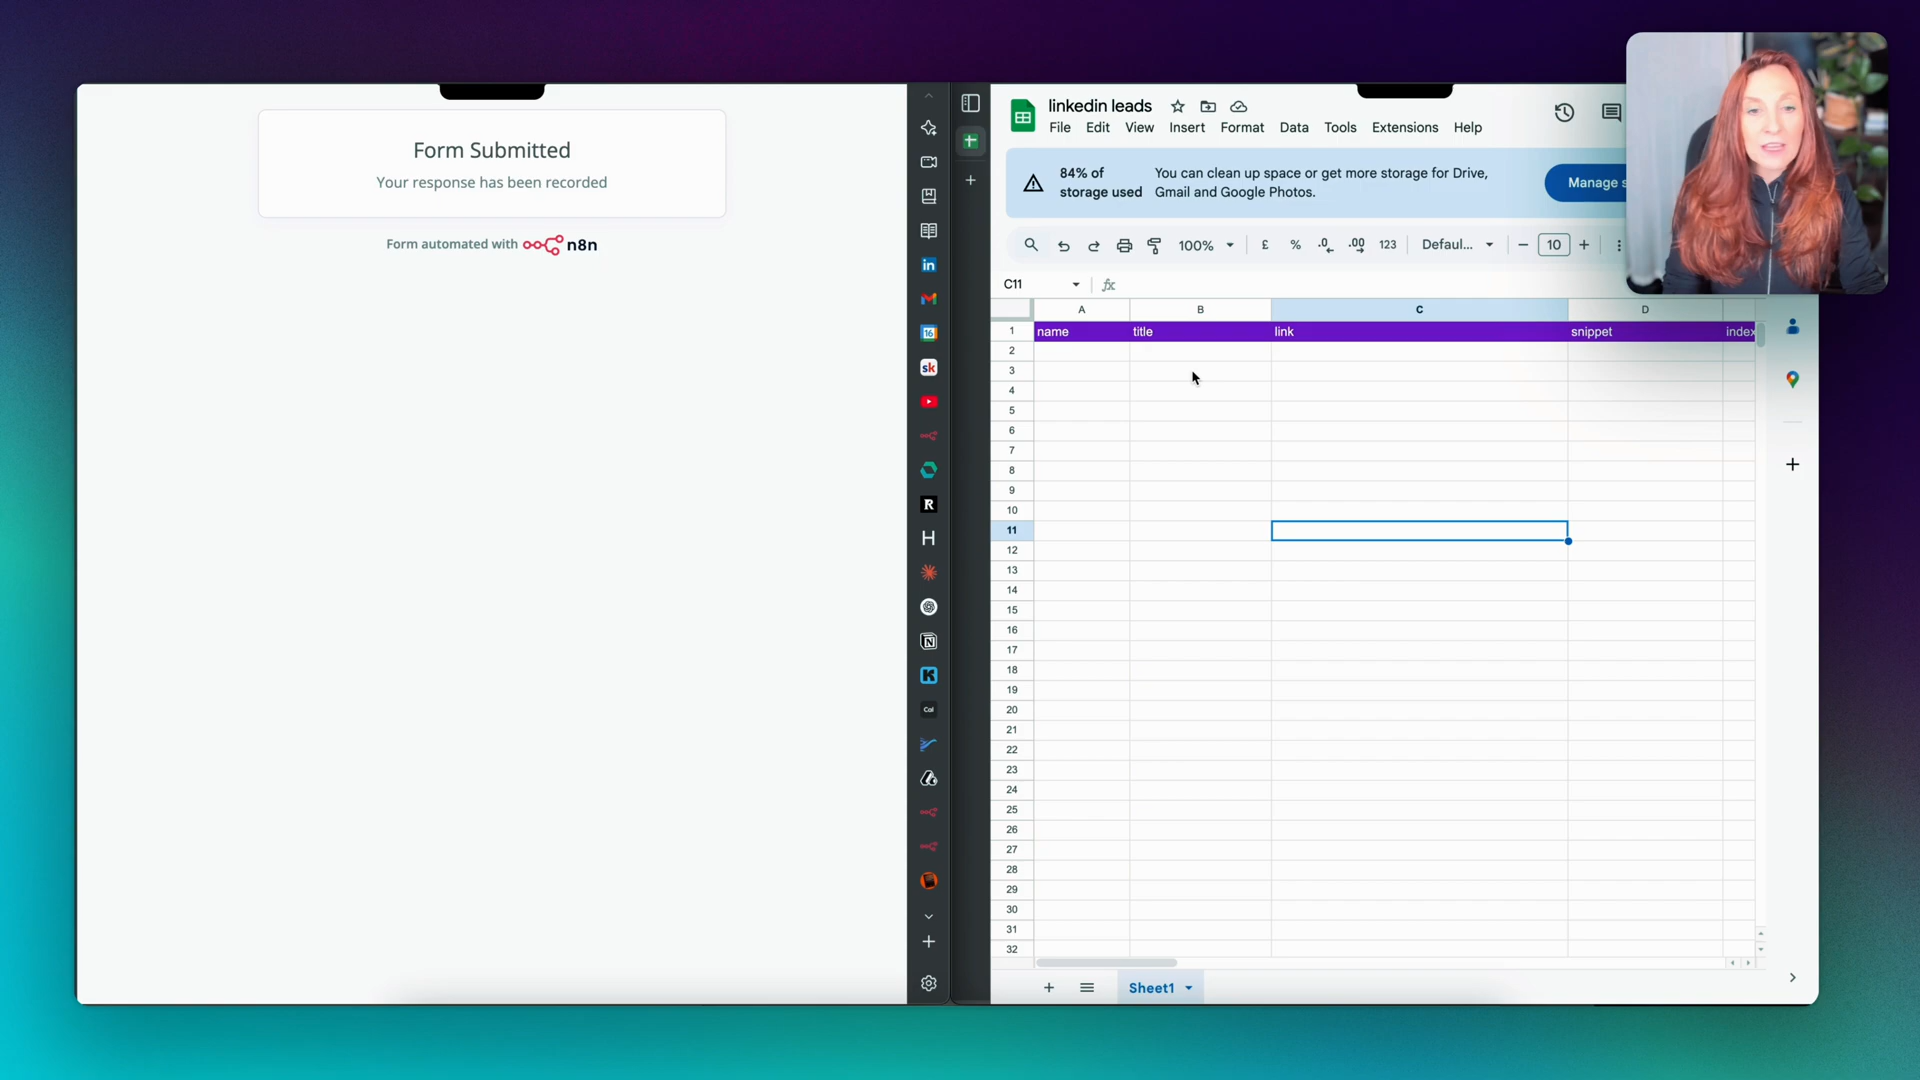 Form Submitted
Your response has been recorded
Form automated with n8n
in
16
sk
R
H
N
K
Cal
linkedin leads
File Edit View Insert Format Data Tools Extensions Help
84% of storage used
You can clean up space or get more storage for Drive, Gmail and Google Photos.
Manage s
100% £ % .0 .00 123 Defaul... 10
C11 fx
A B C D
1 name title link snippet index
2
3
4
5
6
7
8
9
10
11
12
13
14
15
16
17
18
19
20
21
22
23
24
25
26
27
28
29
30
31
32
Sheet1